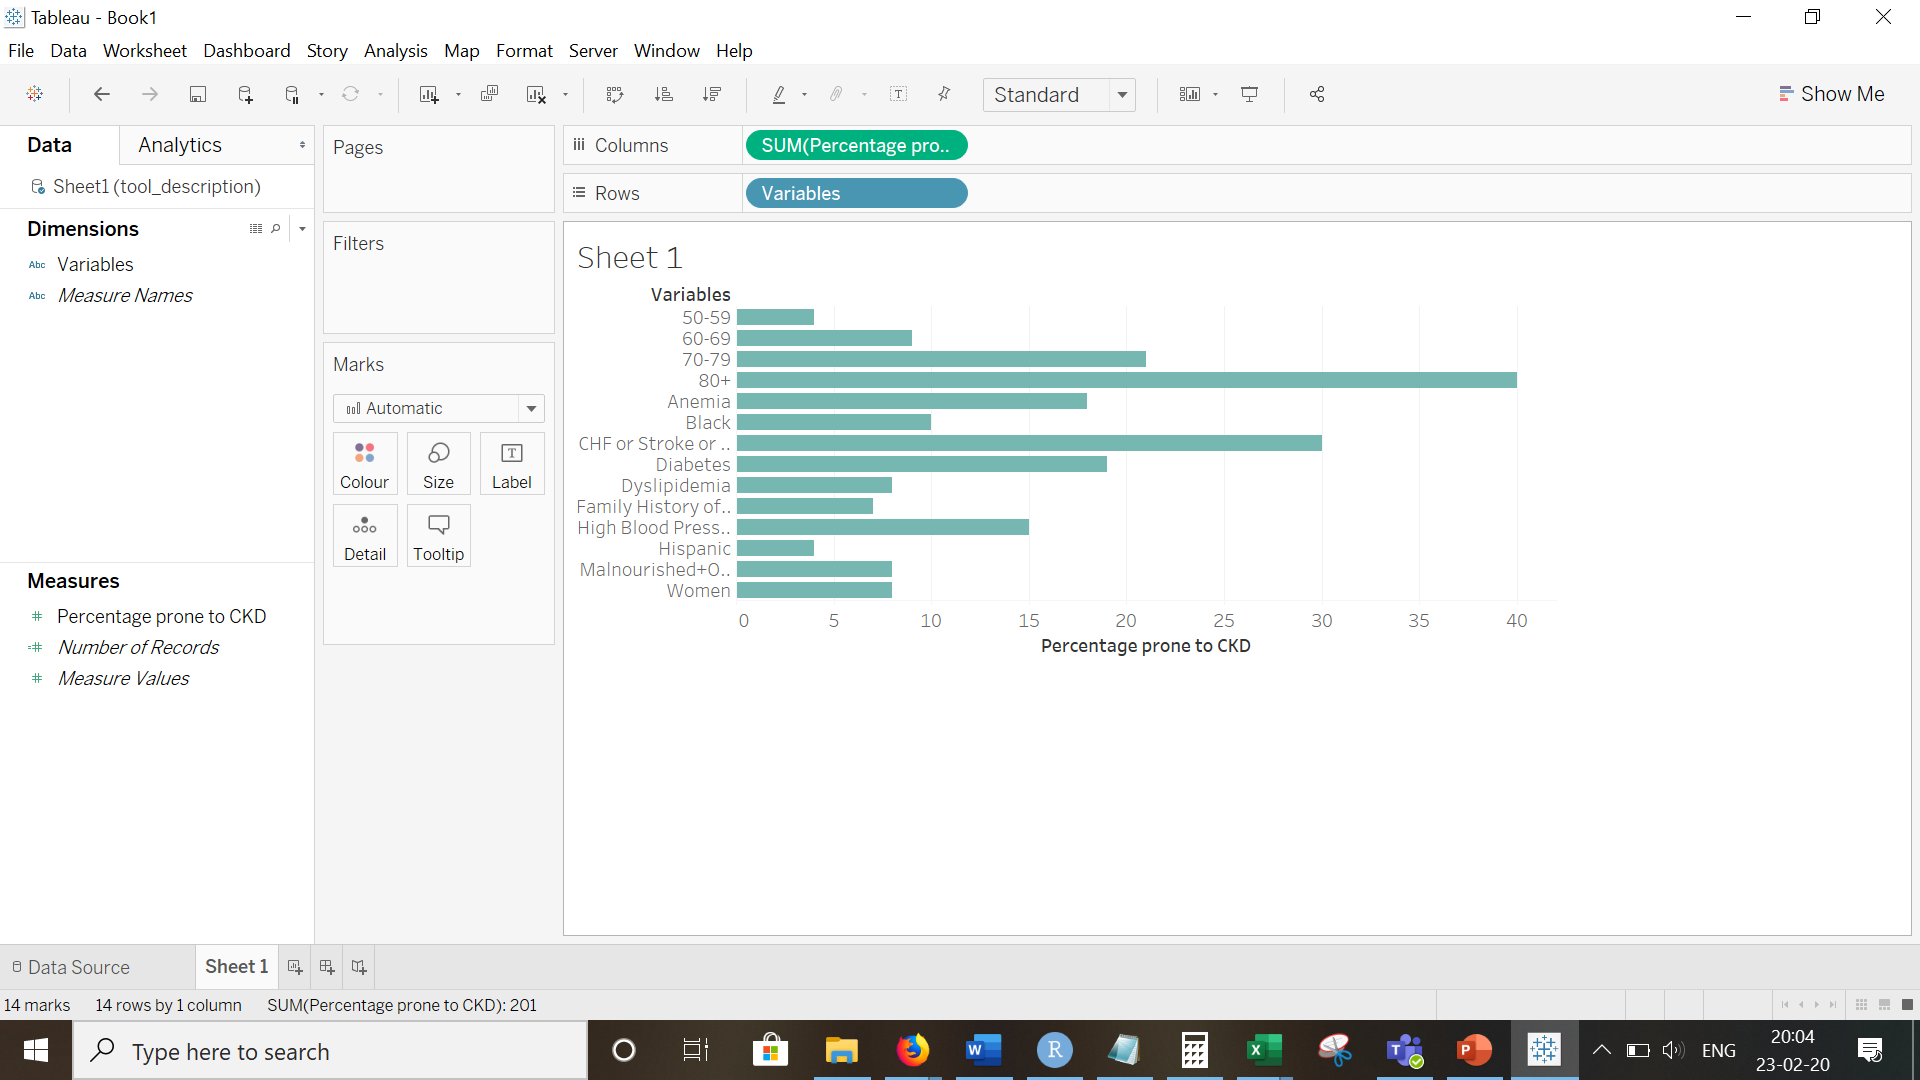 Tableau - Book1
File Data Worksheet Dashboard Story Analysis Map Format Server Window Help
Standard
Show Me
Data Analytics
Sheet1 (tool_description)
Dimensions
Abc Variables
Abc Measure Names
Measures
# Percentage prone to CKD
=# Number of Records
# Measure Values
Pages
Filters
Marks
Automatic
Colour Size Label
Detail Tooltip
Columns SUM(Percentage pro..
Rows Variables
Sheet 1
Variables
50-59
60-69
70-79
80+
Anemia
Black
CHF or Stroke or ..
Diabetes
Dyslipidemia
Family History of..
High Blood Press..
Hispanic
Malnourished+O..
Women
0 5 10 15 20 25 30 35 40
Percentage prone to CKD
Data Source Sheet 1
14 marks 14 rows by 1 column SUM(Percentage prone to CKD): 201
Type here to search
ENG
20:04
23-02-20